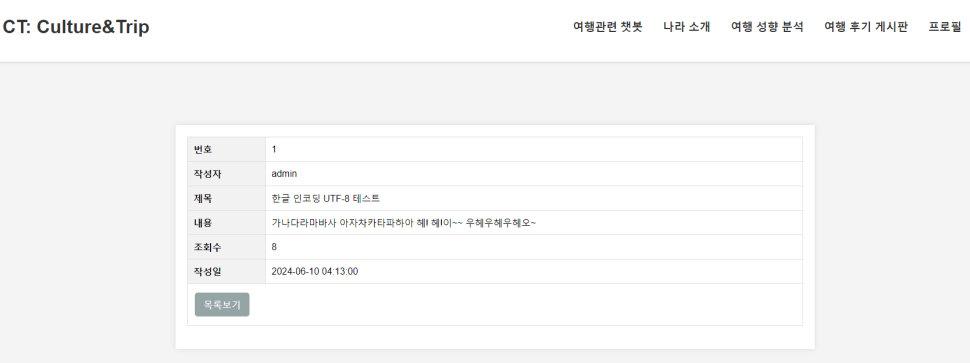 CT: Culture&Trip
여행관련 챗봇 나라 소개 여행 성향 분석 여행 후기 게시판 프로필
번호 1
작성자 admin
제목 한글 인코딩 UTF-8 테스트
내용 가나다라마바사 아자차카타파하아 헤I 헤I이~~ 우헤우헤우헤오~
조회수 8
작성일 2024-06-10 04:13:00
목록보기